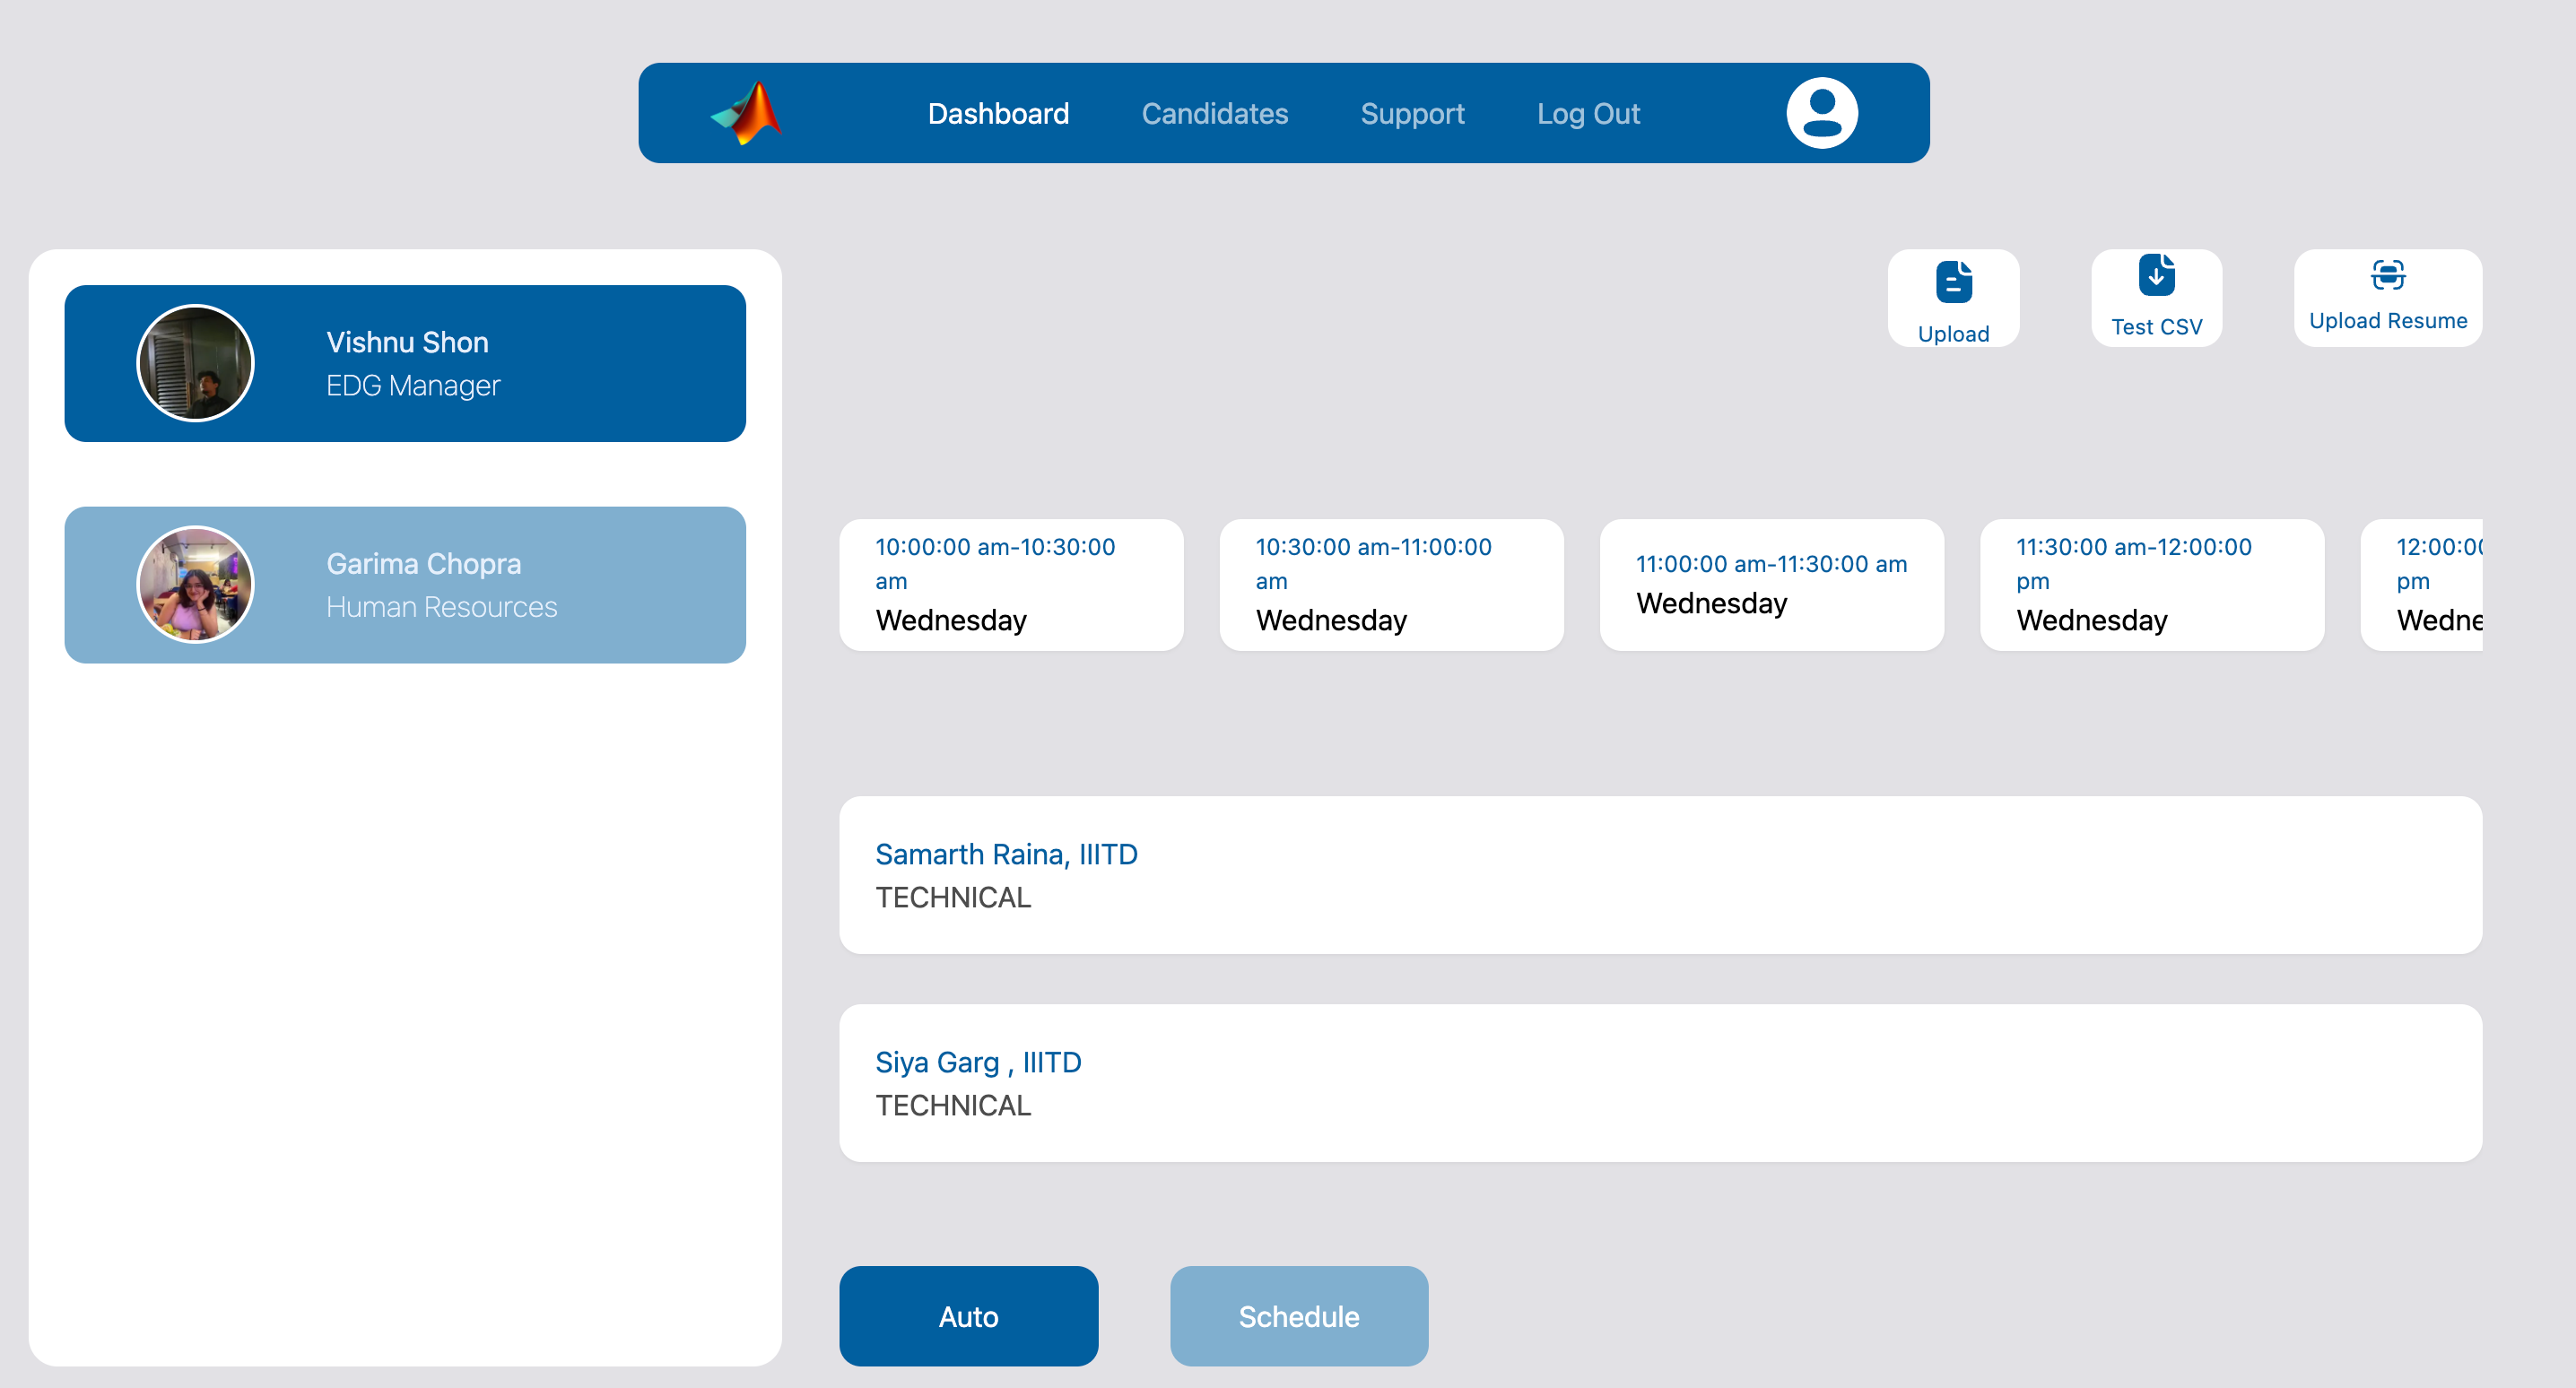 Dashboard
Candidates
Support
Log Out
Vishnu Shon
EDG Manager
Garima Chopra
Human Resources
Upload
Test CSV
Upload Resume
10:00:00 am-10:30:00
am
Wednesday
10:30:00 am-11:00:00
am
Wednesday
11:00:00 am-11:30:00 am
Wednesday
11:30:00 am-12:00:00
pm
Wednesday
12:00:00
pm
Wedne
Samarth Raina, IIITD
TECHNICAL
Siya Garg , IIITD
TECHNICAL
Auto
Schedule